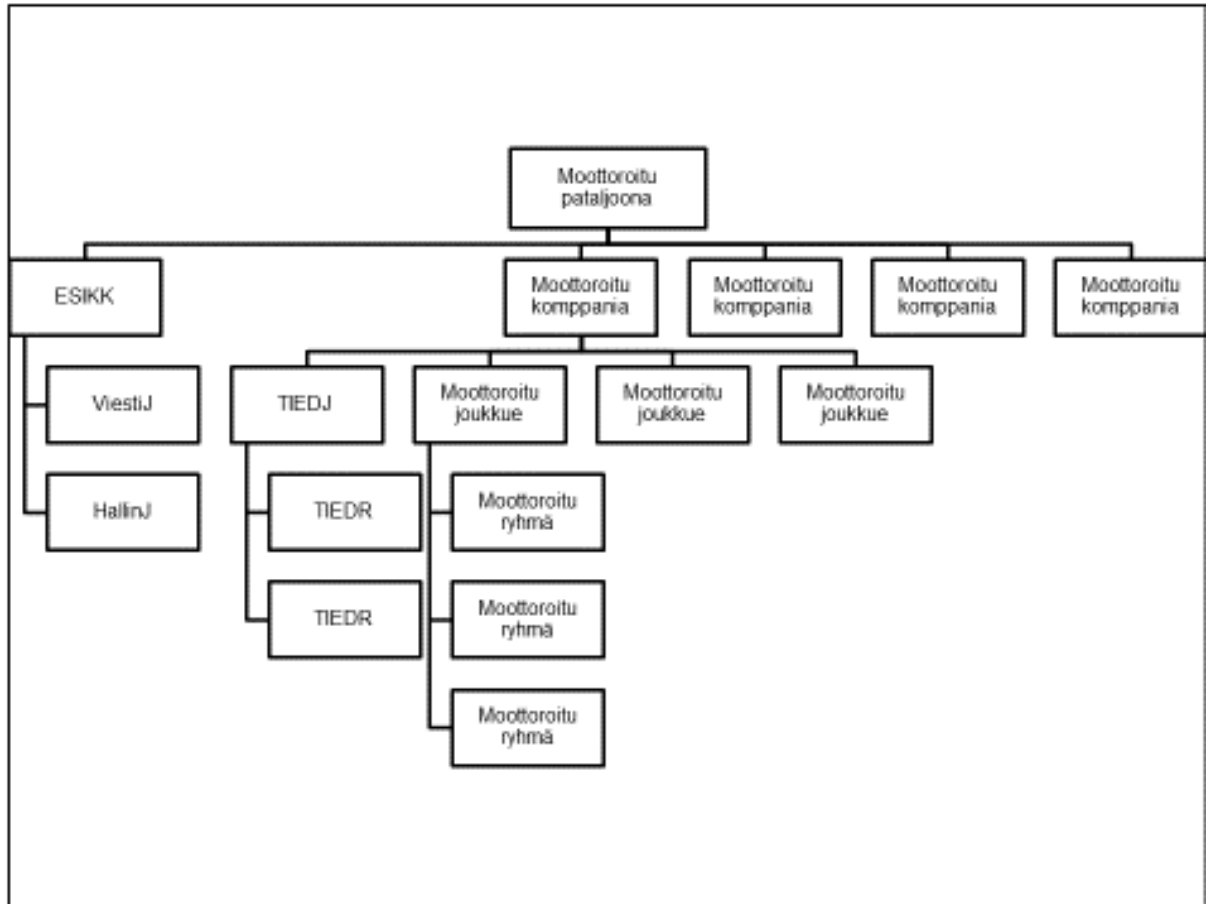 Moottoroitu
pataljoona
ESIKK
Moottoroitu
komppania
Moottoroitu
komppania
Moottoroitu
komppania
Moottoroitu
komppania
ViestiJ
TIEDJ
Moottoroitu
joukkue
Moottoroitu
joukkue
Moottoroitu
joukkue
HallinJ
TIEDR
Moottoroitu
ryhmä
TIEDR
Moottoroitu
ryhmä
Moottoroitu
ryhmä